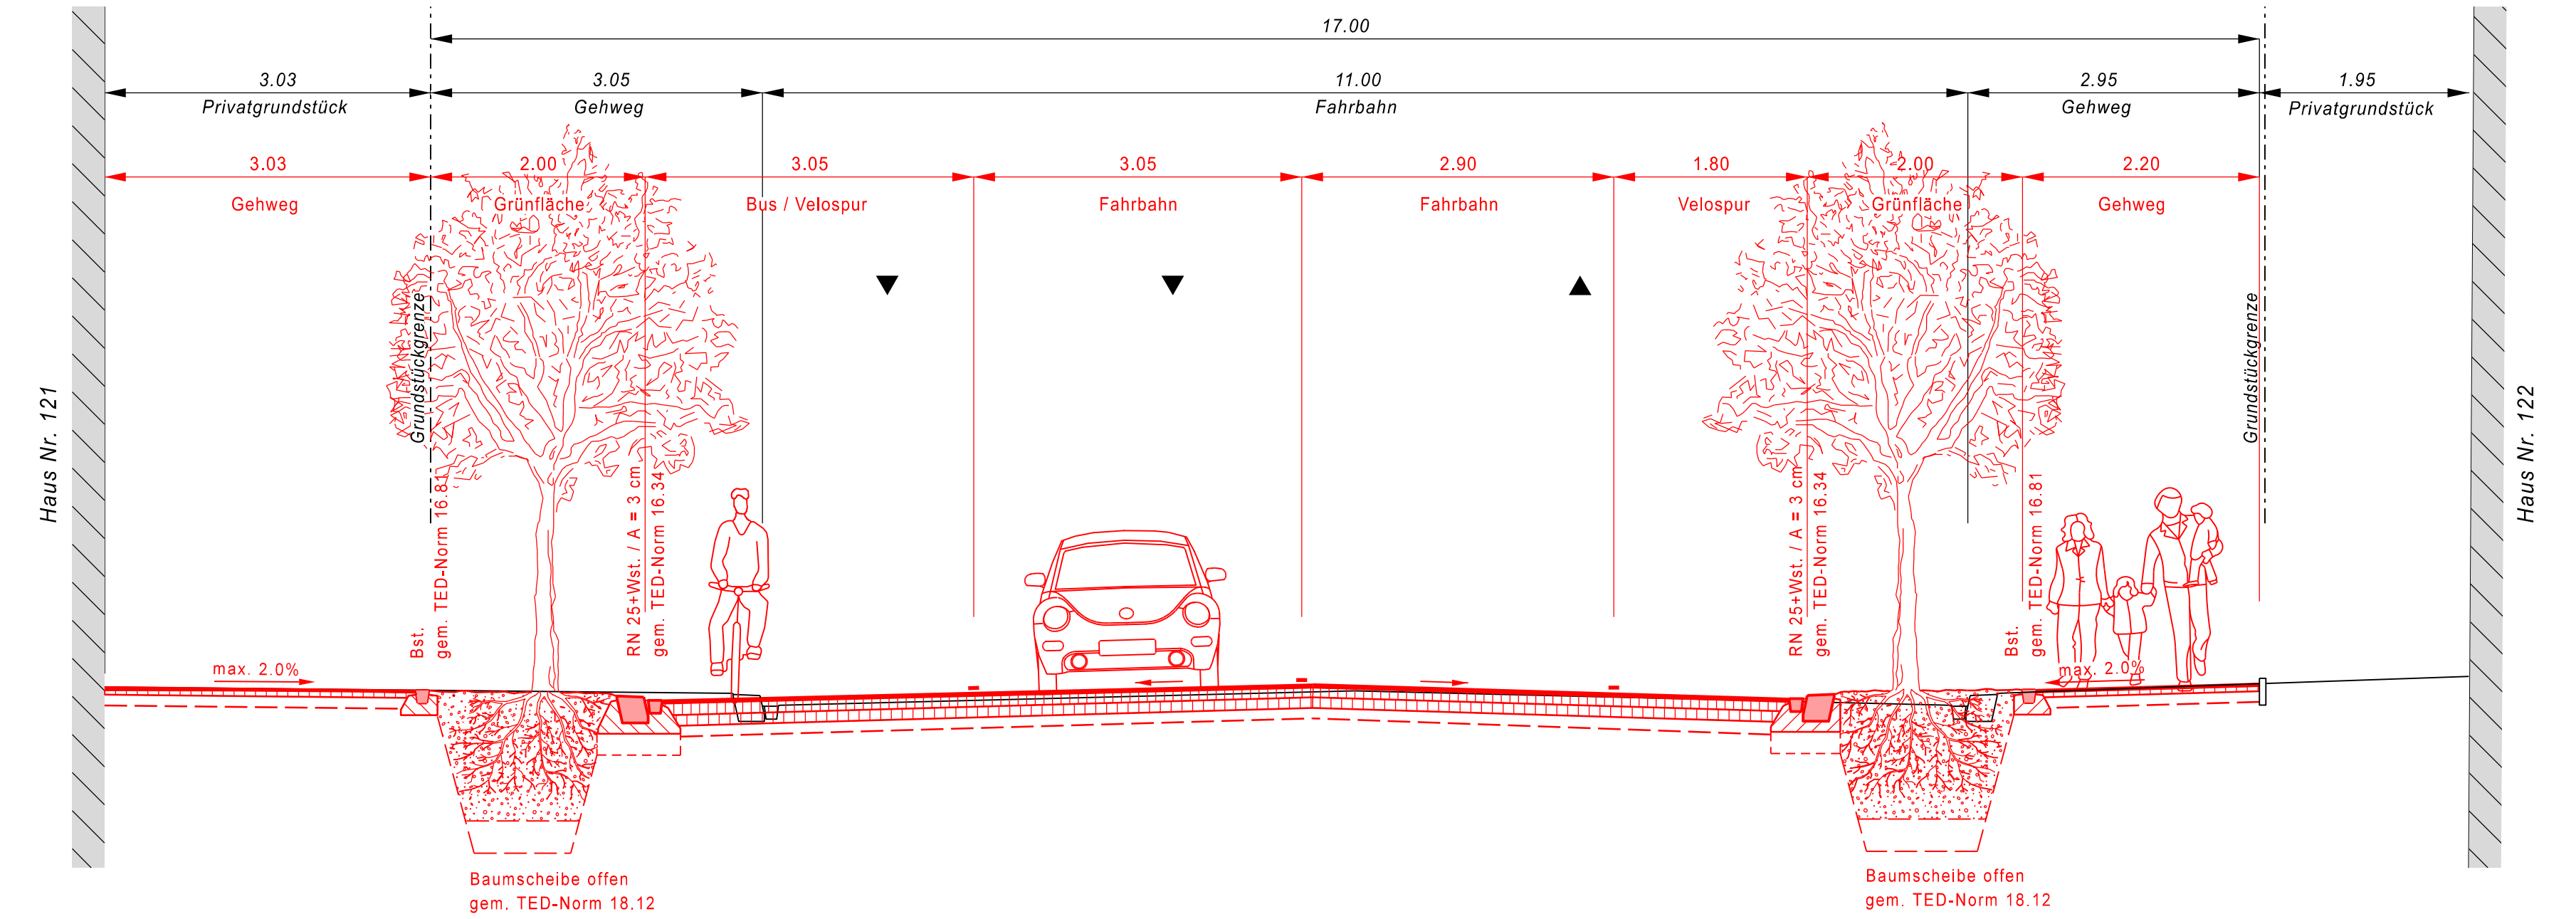 17.00
3.03
3.05
11.00
2.95
1.95
Privatgrundstück
Gehweg
Fahrbahn
Gehweg
Privatgrundstück
3.03
2.00
3.05
3.05
2.90
1.80
2.00
2.20
Gehweg
Grünfläche
Bus / Velospur
Fahrbahn
Fahrbahn
Velospur
Grünfläche
Gehweg
Haus Nr. 121
Grundstückgrenze
Bst.
gem. TED-Norm 16.81
RN 25+Wst. / A = 3 cm
gem. TED-Norm 16.34
RN 25+Wst. / A = 3 cm
gem. TED-Norm 16.34
Bst.
gem. TED-Norm 16.81
Grundstückgrenze
Haus Nr. 122
max. 2.0%
max. 2.0%
Baumscheibe offen
gem. TED-Norm 18.12
Baumscheibe offen
gem. TED-Norm 18.12